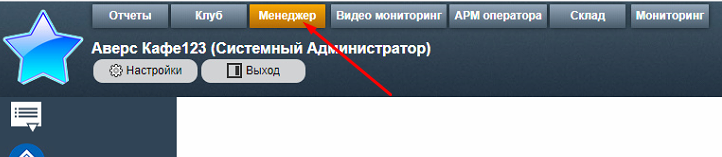 Отчеты Клуб Менеджер Видео мониторинг АРМ оператора Склад Мониторинг
Аверс Кафе123 (Системный Администратор)
Настройки Выход